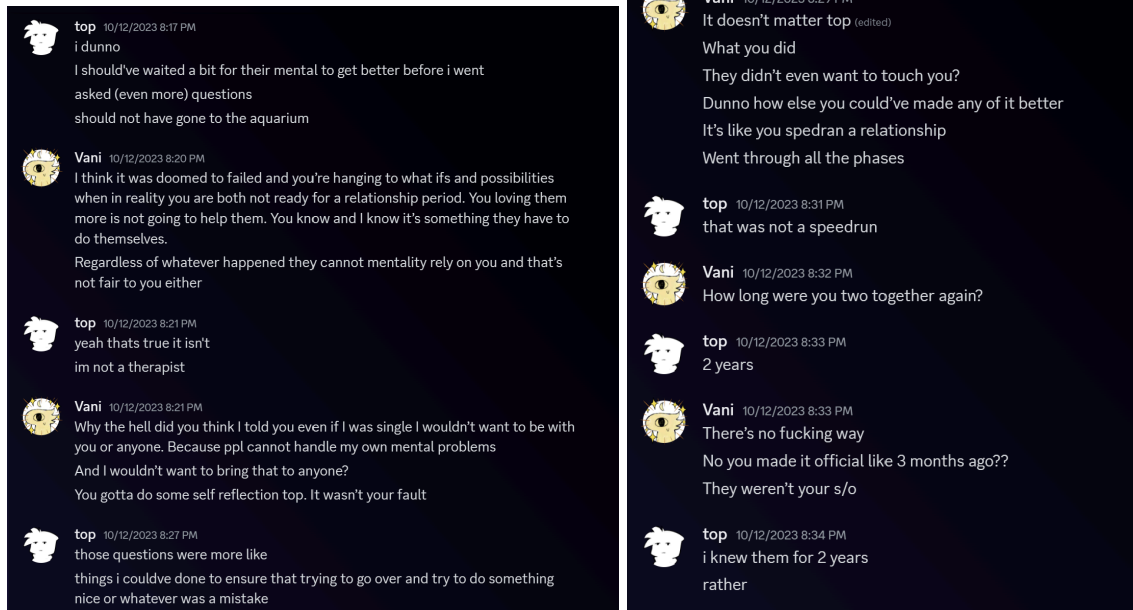 top 10/12/2023 8:17 PM
i dunno
I should've waited a bit for their mental to get better before i went
asked (even more) questions
should not have gone to the aquarium
Vani 10/12/2023 8:20 PM
I think it was doomed to failed and you're hanging to what ifs and possibilities
when in reality you are both not ready for a relationship period. You loving them
more is not going to help them. You know and I know it's something they have to
do themselves.
Regardless of whatever happened they cannot mentality rely on you and that's
not fair to you either
top 10/12/2023 8:21 PM
yeah thats true it isn't
im not a therapist
Vani 10/12/2023 8:21 PM
Why the hell did you think I told you even if I was single I wouldn't want to be with
you or anyone. Because ppl cannot handle my own mental problems
And I wouldn't want to bring that to anyone?
You gotta do some self reflection top. It wasn't your fault
top 10/12/2023 8:27 PM
those questions were more like
things i couldve done to ensure that trying to go over and try to do something
nice or whatever was a mistake
Vani 10/12/2023 8:29 PM
It doesn't matter top (edited)
What you did
They didn't even want to touch you?
Dunno how else you could've made any of it better
It's like you spedran a relationship
Went through all the phases
top 10/12/2023 8:31 PM
that was not a speedrun
Vani 10/12/2023 8:32 PM
How long were you two together again?
top 10/12/2023 8:33 PM
2 years
Vani 10/12/2023 8:33 PM
There's no fucking way
No you made it official like 3 months ago??
They weren't your s/o
top 10/12/2023 8:34 PM
i knew them for 2 years
rather